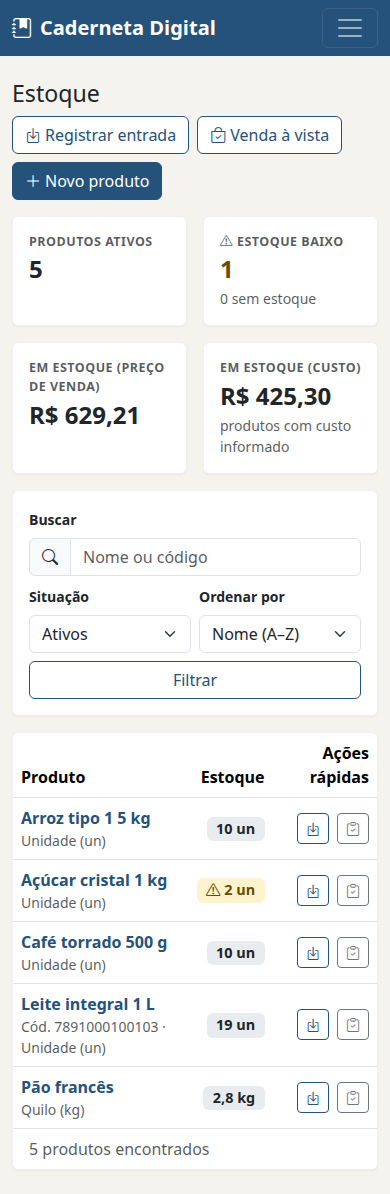 Caderneta Digital
Estoque
Registrar entrada
Venda à vista
Novo produto
PRODUTOS ATIVOS
5
ESTOQUE BAIXO
1
0 sem estoque
EM ESTOQUE (PREÇO
DE VENDA)
R$ 629,21
EM ESTOQUE (CUSTO)
R$ 425,30
produtos com custo
informado
Buscar
Nome ou código
Situação
Ordenar por
Ativos
Nome (A–Z)
Filtrar
Produto
Estoque
Ações
rápidas
Arroz tipo 1 5 kg
Unidade (un)
10 un
Açúcar cristal 1 kg
Unidade (un)
2 un
Café torrado 500 g
Unidade (un)
10 un
Leite integral 1 L
Cód. 7891000100103 ·
Unidade (un)
19 un
Pão francês
Quilo (kg)
2,8 kg
5 produtos encontrados